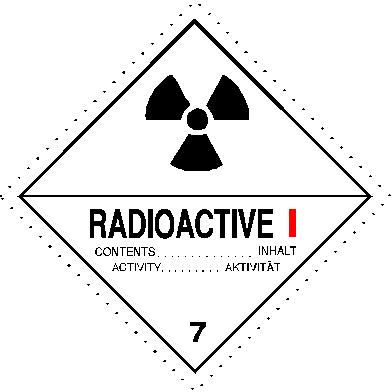 RADIOACTIVE I
CONTENTS.............. INHALT
ACTIVITY......... AKTIVITÄT
7